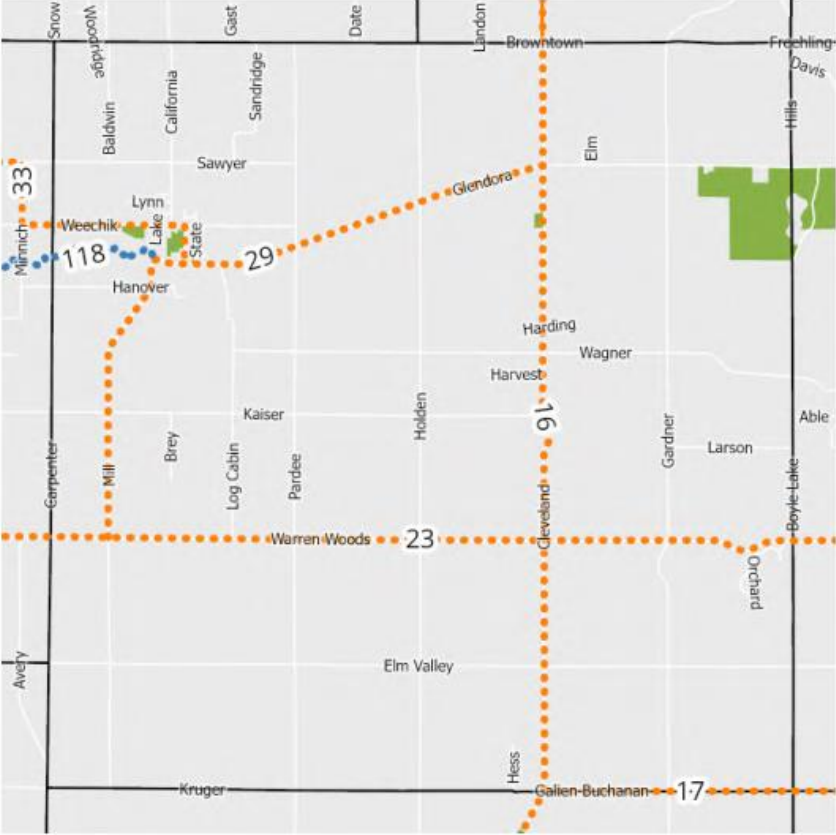 Snow
Woodridge
Gast
Date
Landon
Browntown
Freehling
Davis
Baldwin
California
Sandridge
Hills
Elm
Sawyer
33
Glendora
Lynn
Weechik
Lake
State
Minnich
118
29
Hanover
Harding
Wagner
Harvest
Kaiser
Holden
16
Able
Gardner
Larson
Brey
Carpenter
Mill
Log Cabin
Pardee
Boyle Lake
Cleveland
Warren Woods
23
Orchard
Avery
Elm Valley
Hess
Kruger
Galien-Buchanan
17